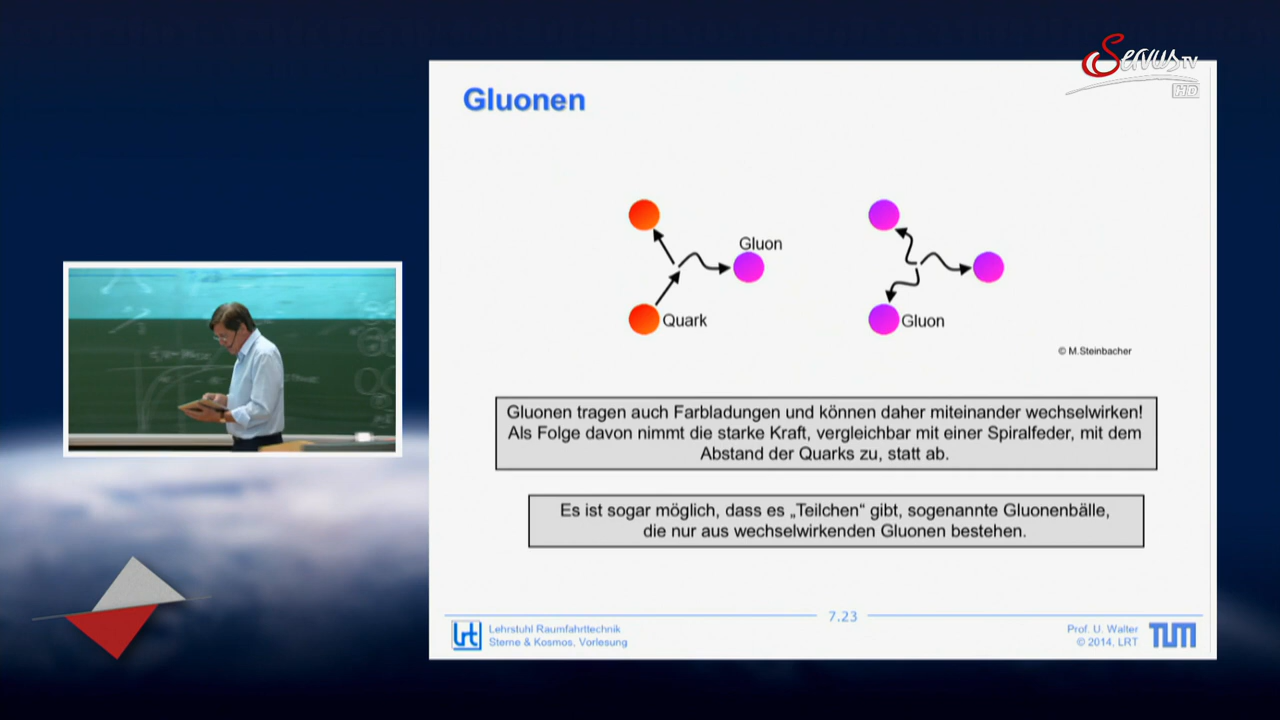 Servus TV
HD
Gluonen
Gluon
Quark
Gluon
© M.Steinbacher
Gluonen tragen auch Farbladungen und können daher miteinander wechselwirken!
Als Folge davon nimmt die starke Kraft, vergleichbar mit einer Spiralfeder, mit dem
Abstand der Quarks zu, statt ab.
Es ist sogar möglich, dass es „Teilchen“ gibt, sogenannte Gluonenbälle,
die nur aus wechselwirkenden Gluonen bestehen.
7.23
lrt
Lehrstuhl Raumfahrttechnik
Sterne & Kosmos, Vorlesung
Prof. U. Walter
© 2014, LRT
TUM